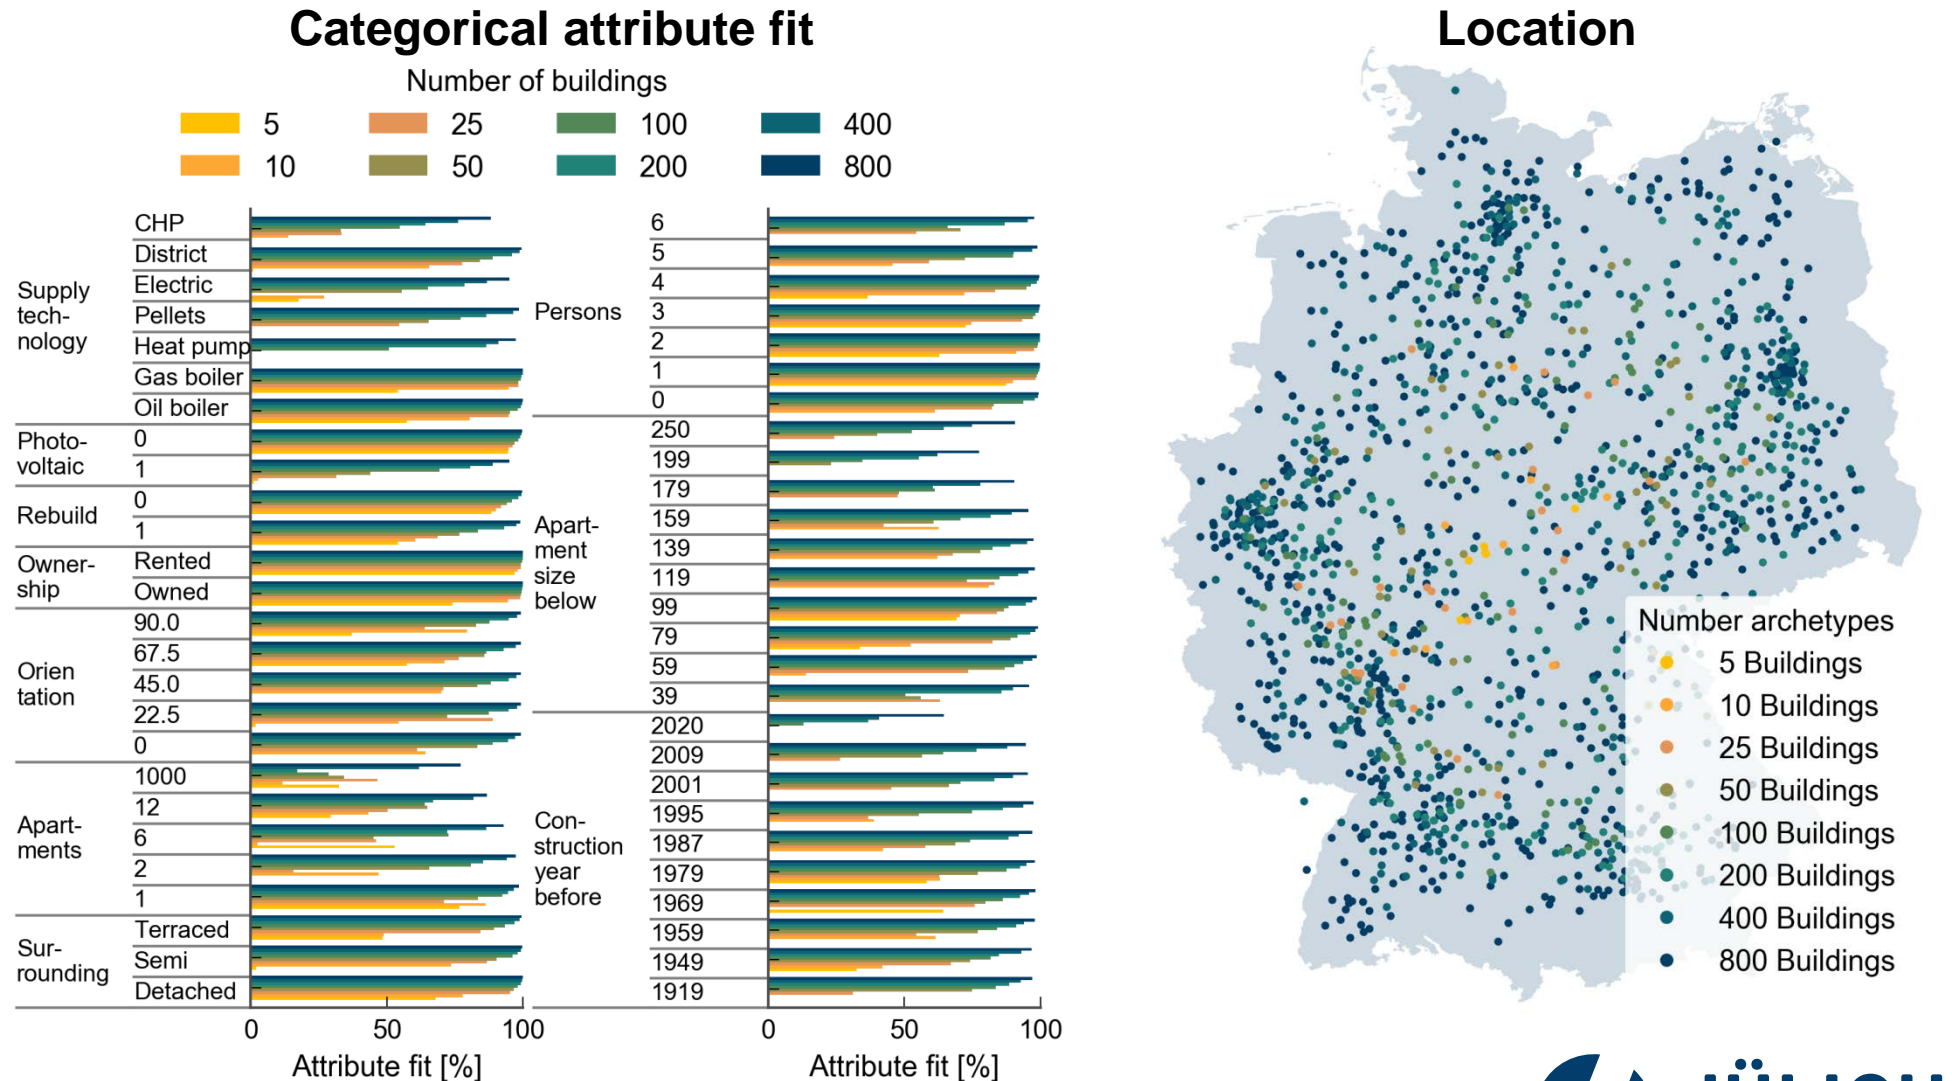 Categorical attribute fit
Number of buildings
5
25
100
400
10
50
200
800
Supply
tech-
nology
CHP
District
Electric
Pellets
Heat pump
Gas boiler
Oil boiler
Photo-
voltaic
0
1
Rebuild
0
1
Owner-
ship
Rented
Owned
Orien
tation
90.0
67.5
45.0
22.5
0
Apart-
ments
1000
12
6
2
1
Sur-
rounding
Terraced
Semi
Detached
0
50
100
Attribute fit [%]
Persons
6
5
4
3
2
1
0
Apart-
ment
size
below
250
199
179
159
139
119
99
79
59
39
Con-
struction
year
before
2020
2009
2001
1995
1987
1979
1969
1959
1949
1919
0
50
100
Attribute fit [%]
Location
Number archetypes
5 Buildings
10 Buildings
25 Buildings
50 Buildings
100 Buildings
200 Buildings
400 Buildings
800 Buildings